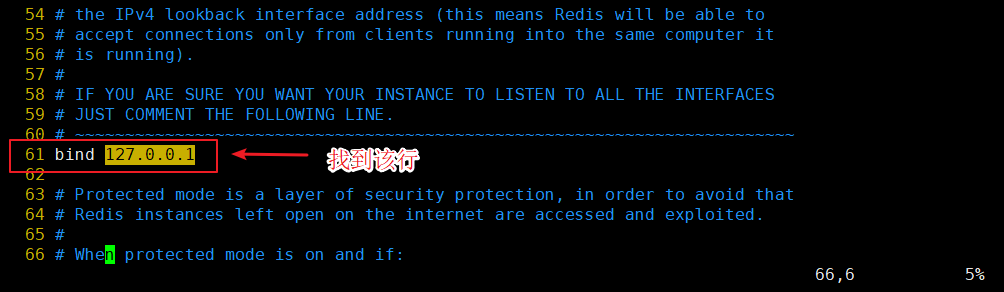 54 # the IPv4 lookback interface address (this means Redis will be able to
55 # accept connections only from clients running into the same computer it
56 # is running).
57 #
58 # IF YOU ARE SURE YOU WANT YOUR INSTANCE TO LISTEN TO ALL THE INTERFACES
59 # JUST COMMENT THE FOLLOWING LINE.
60 # ~~~~~~~~~~~~~~~~~~~~~~~~~~~~~~~~~~~~~~~~~~~~~~~~~~~~~~~~~~~~~~~~~~~~~~~~
61 bind 127.0.0.1 找到该行
62
63 # Protected mode is a layer of security protection, in order to avoid that
64 # Redis instances left open on the internet are accessed and exploited.
65 #
66 # When protected mode is on and if:
66,6 5%